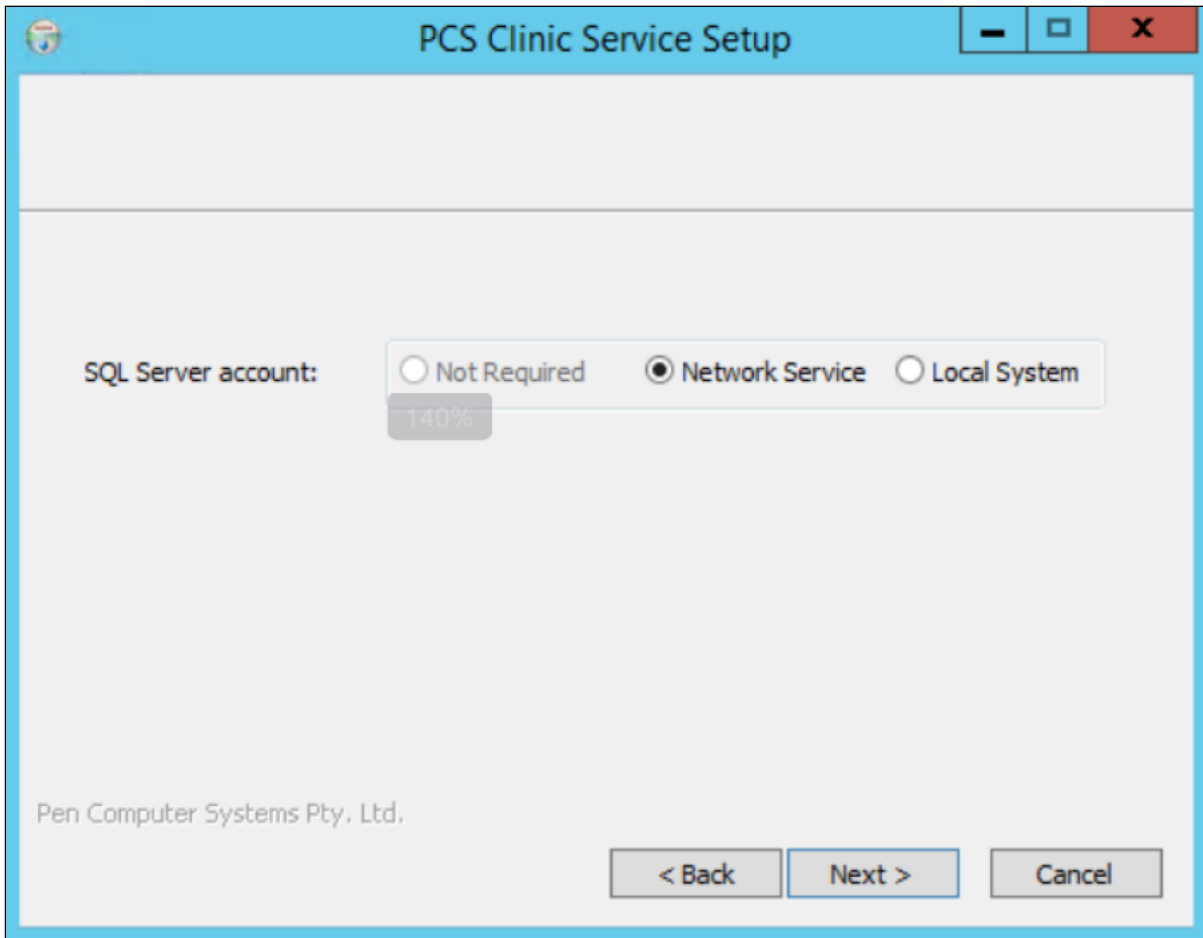 PCS Clinic Service Setup
SQL Server account: Not Required Network Service Local System
140%
Pen Computer Systems Pty. Ltd.
< Back Next > Cancel